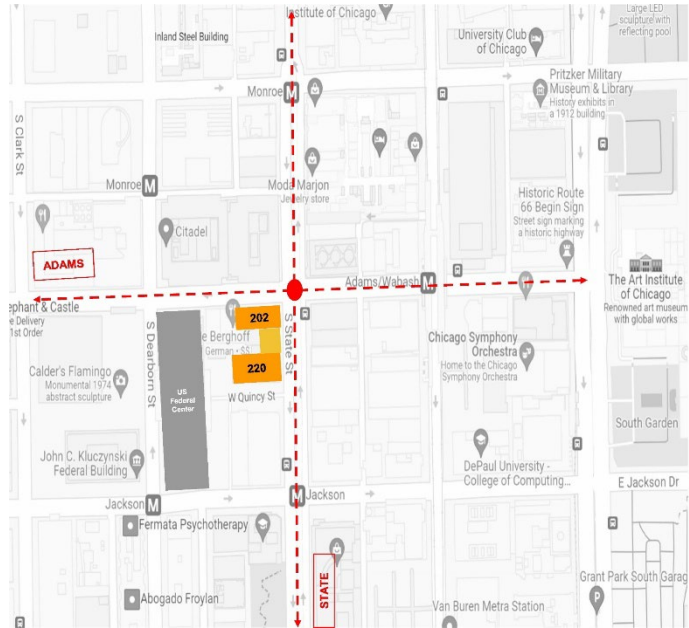 Institute of Chicago
Large LED
sculpture with
reflecting pool
Inland Steel Building
University Club
of Chicago
Pritzker Military
Museum & Library
History exhibits in
a 1912 building
Monroe M
S Clark St
Monroe M
Moda Marjon
Jewelry store
Historic Route
66 Begin Sign
Street sign marking
a historic highway
Citadel
ADAMS
Adams/Wabash M
The Art Institute
of Chicago
Renowned art museum
with global works
ephant & Castle
e Delivery
1st Order
202
e Berghoff
German • $$
S State St
S Dearborn St
Chicago Symphony
Orchestra
Home to the Chicago
Symphony Orchestra
Calder's Flamingo
Monumental 1974
abstract sculpture
US
Federal
Center
220
W Quincy St
South Garden
John C. Kluczynski
Federal Building
DePaul University -
College of Computing...
E Jackson Dr
Jackson M
M Jackson
Fermata Psychotherapy
STATE
Grant Park South Garag
P
Abogado Froylan
Van Buren Metra Station